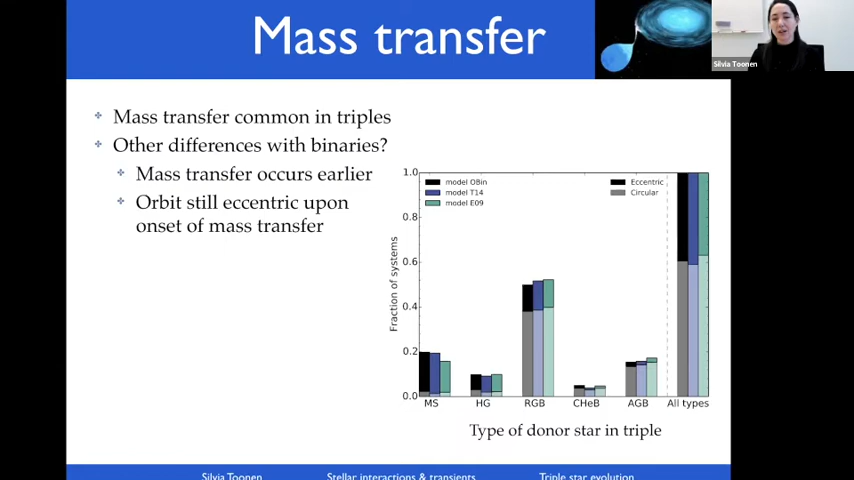 Mass transfer
Silvia Toonen
Mass transfer common in triples
Other differences with binaries?
Mass transfer occurs earlier
Orbit still eccentric upon
onset of mass transfer
model OBin
model T14
model E09
Eccentric
Circular
Fraction of systems
1.0
0.8
0.6
0.4
0.2
0.0
MS HG RGB CHeB AGB All types
Type of donor star in triple
Silvia Toonen Stellar interactions & transients Triple star evolution